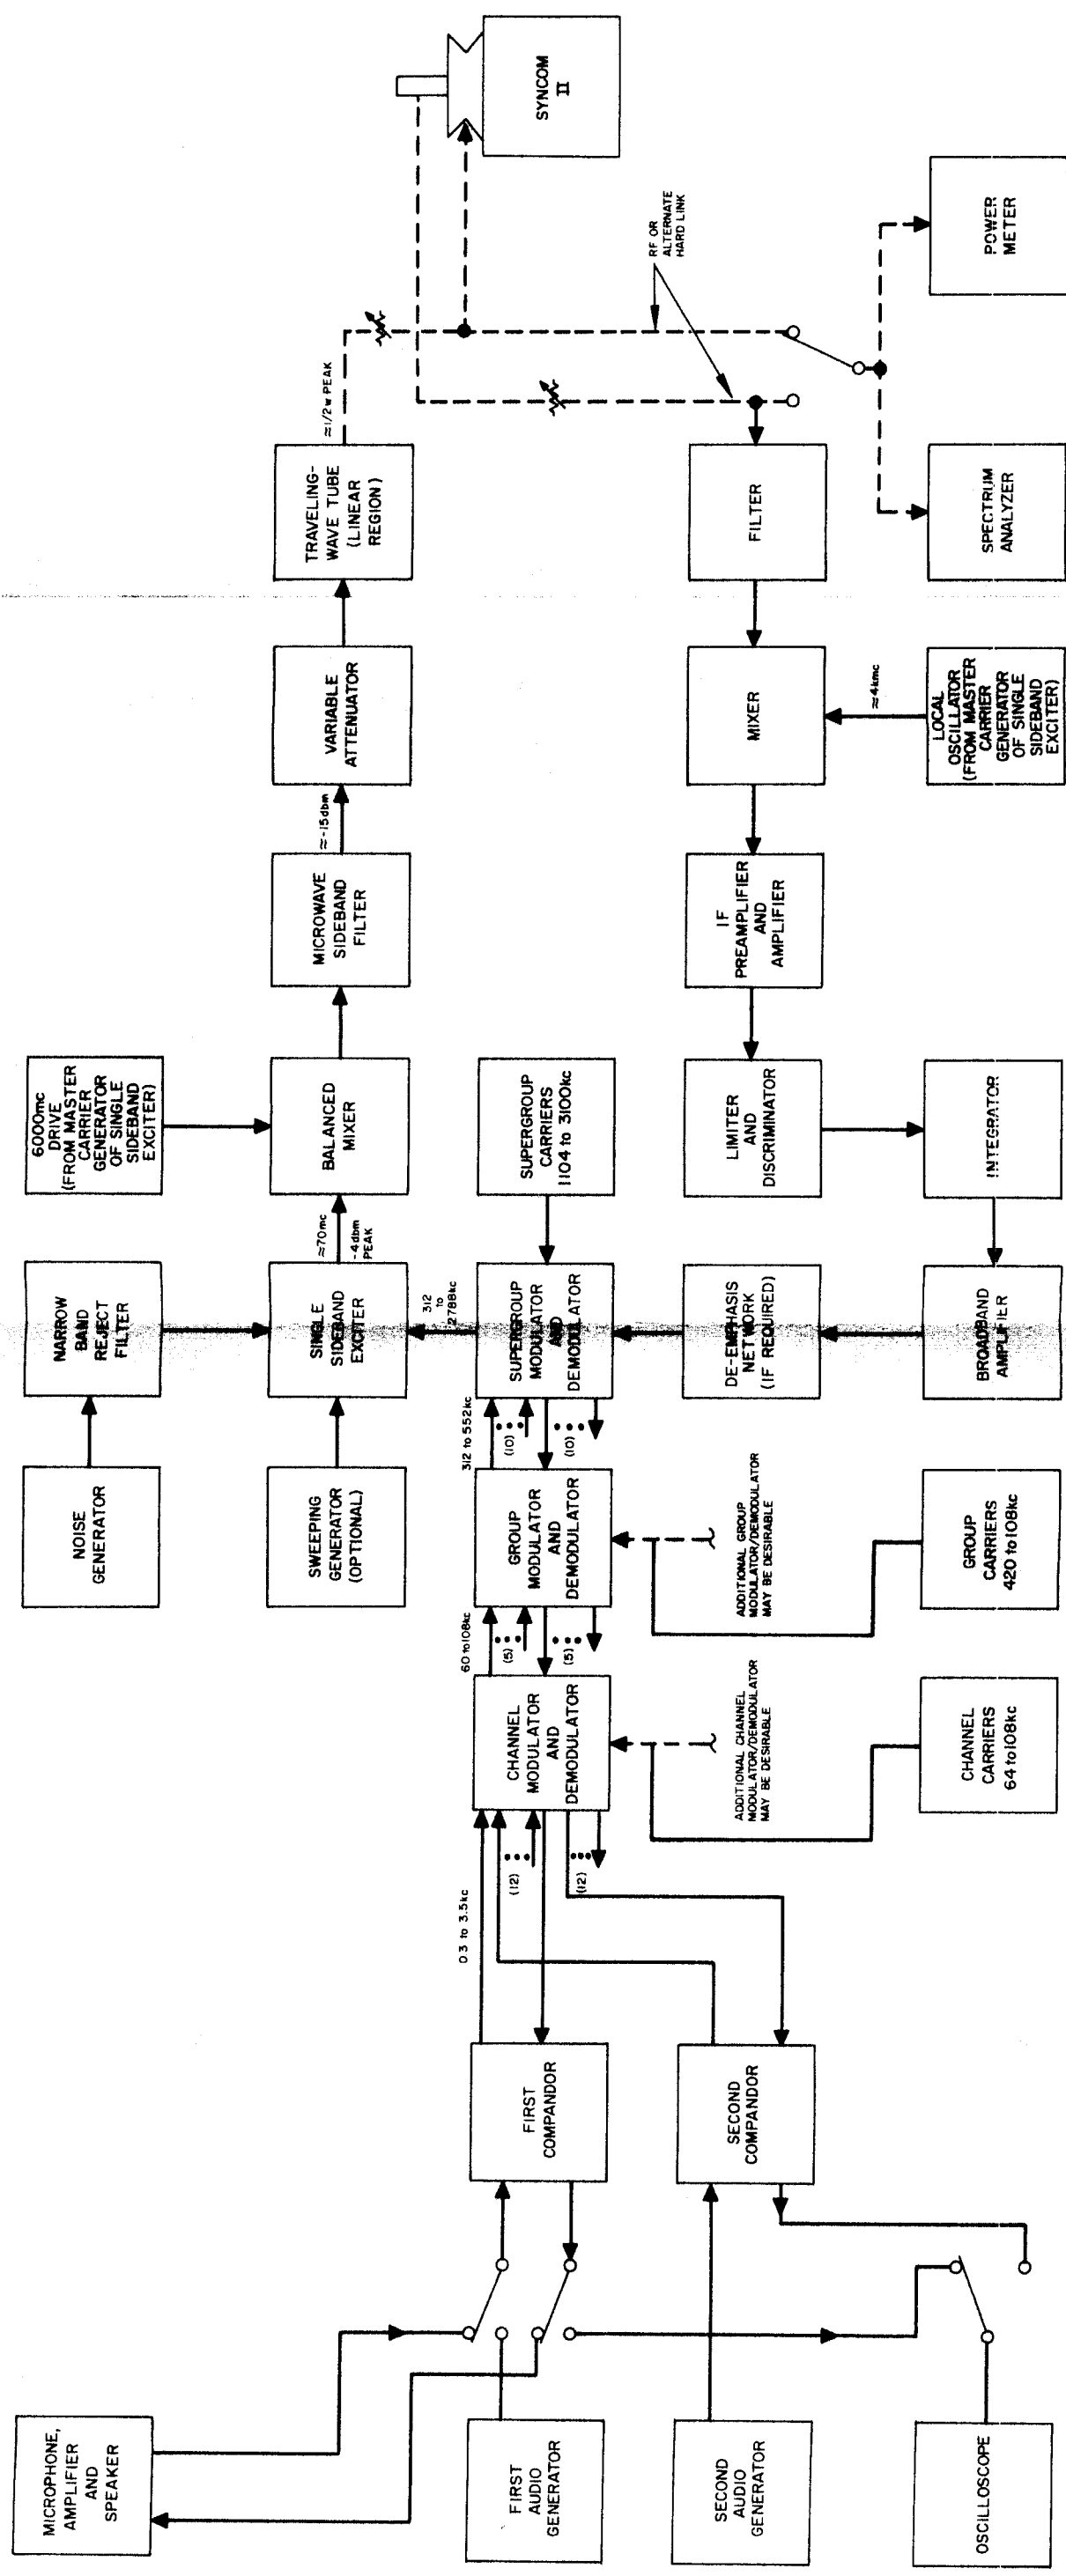 MICROPHONE,
AMPLIFIER
AND
SPEAKER
FIRST
AUDIO
GENERATOR
SECOND
AUDIO
GENERATOR
OSCILLOSCOPE
FIRST
COMPANDOR
SECOND
COMPANDOR
0.3 to 3.5kc
(12)
(12)
CHANNEL
MODULATOR
AND
DEMODULATOR
ADDITIONAL CHANNEL
MODULATOR/DEMODULATOR
MAY BE DESIRABLE
CHANNEL
CARRIERS
64 to 108kc
60 to 108kc
(5)
(5)
GROUP
MODULATOR
AND
DEMODULATOR
ADDITIONAL GROUP
MODULATOR/DEMODULATOR
MAY BE DESIRABLE
GROUP
CARRIERS
420 to 108kc
312 to 552kc
(10)
(10)
NOISE
GENERATOR
SWEEPING
GENERATOR
(OPTIONAL)
NARROW
BAND
REJECT
FILTER
SINGLE
SIDEBAND
EXCITER
312
to
2788kc
SUPERGROUP
MODULATOR
AND
DEMODULATOR
DE-EMPHASIS
NETWORK
(IF REQUIRED)
BROADBAND
AMPLIFIER
≈70mc
-4dbm
PEAK
6000mc
DRIVE
(FROM MASTER
CARRIER
GENERATOR
OF SINGLE
SIDEBAND
EXCITER)
BALANCED
MIXER
SUPERGROUP
CARRIERS
1104 to 3100kc
LIMITER
AND
DISCRIMINATOR
INTEGRATOR
MICROWAVE
SIDEBAND
FILTER
≈-15dbm
IF
PREAMPLIFIER
AND
AMPLIFIER
VARIABLE
ATTENUATOR
MIXER
≈4kmc
LOCAL
OSCILLATOR
(FROM MASTER
CARRIER
GENERATOR
OF SINGLE
SIDEBAND
EXCITER)
TRAVELING-
WAVE TUBE
(LINEAR
REGION)
≈1/2w PEAK
FILTER
SPECTRUM
ANALYZER
RF OR
ALTERNATE
HARD LINK
POWER
METER
SYNCOM
II